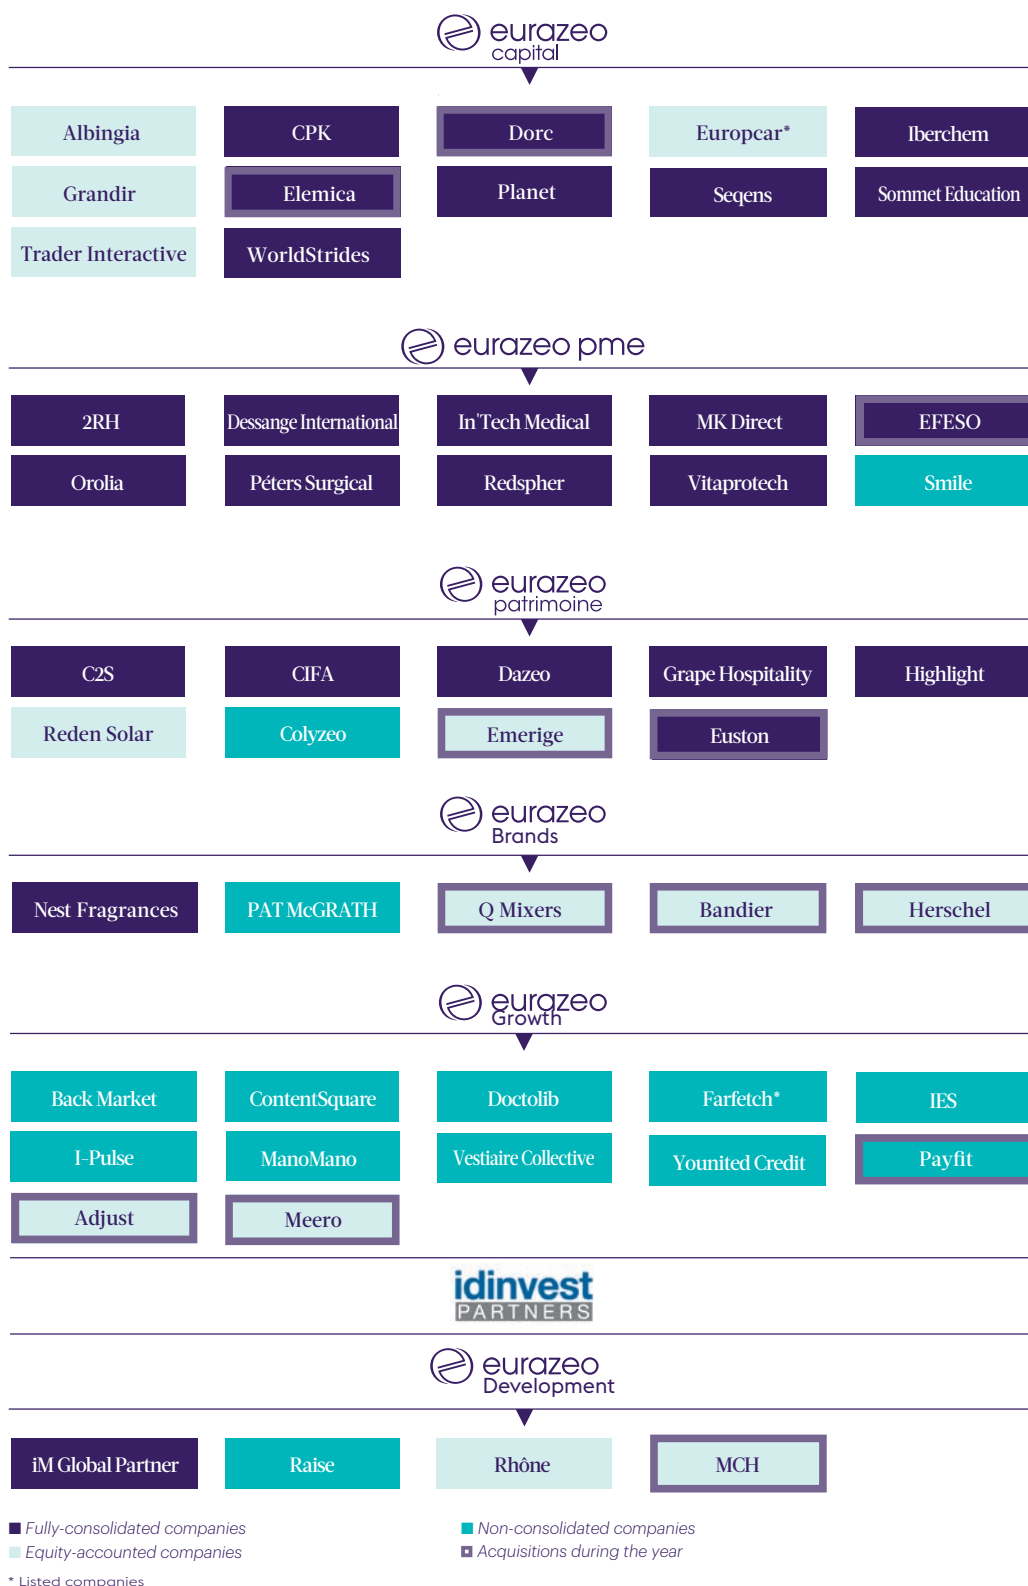 eurazeo
capital
Albingia
CPK
Dorc
Europcar*
Iberchem
Grandir
Elemica
Planet
Seqens
Sommet Education
Trader Interactive
WorldStrides
eurazeo pme
2RH
Dessange International
In'Tech Medical
MK Direct
EFESO
Orolia
Péters Surgical
Redspher
Vitaprotech
Smile
eurazeo
patrimoine
C2S
CIFA
Dazeo
Grape Hospitality
Highlight
Reden Solar
Colyzeo
Emerige
Euston
eurazeo
Brands
Nest Fragrances
PAT McGRATH
Q Mixers
Bandier
Herschel
eurazeo
Growth
Back Market
ContentSquare
Doctolib
Farfetch*
IES
I-Pulse
ManoMano
Vestiaire Collective
Younited Credit
Payfit
Adjust
Meero
idinvest
PARTNERS
eurazeo
Development
iM Global Partner
Raise
Rhône
MCH
Fully-consolidated companies
Non-consolidated companies
Equity-accounted companies
Acquisitions during the year
* Listed companies